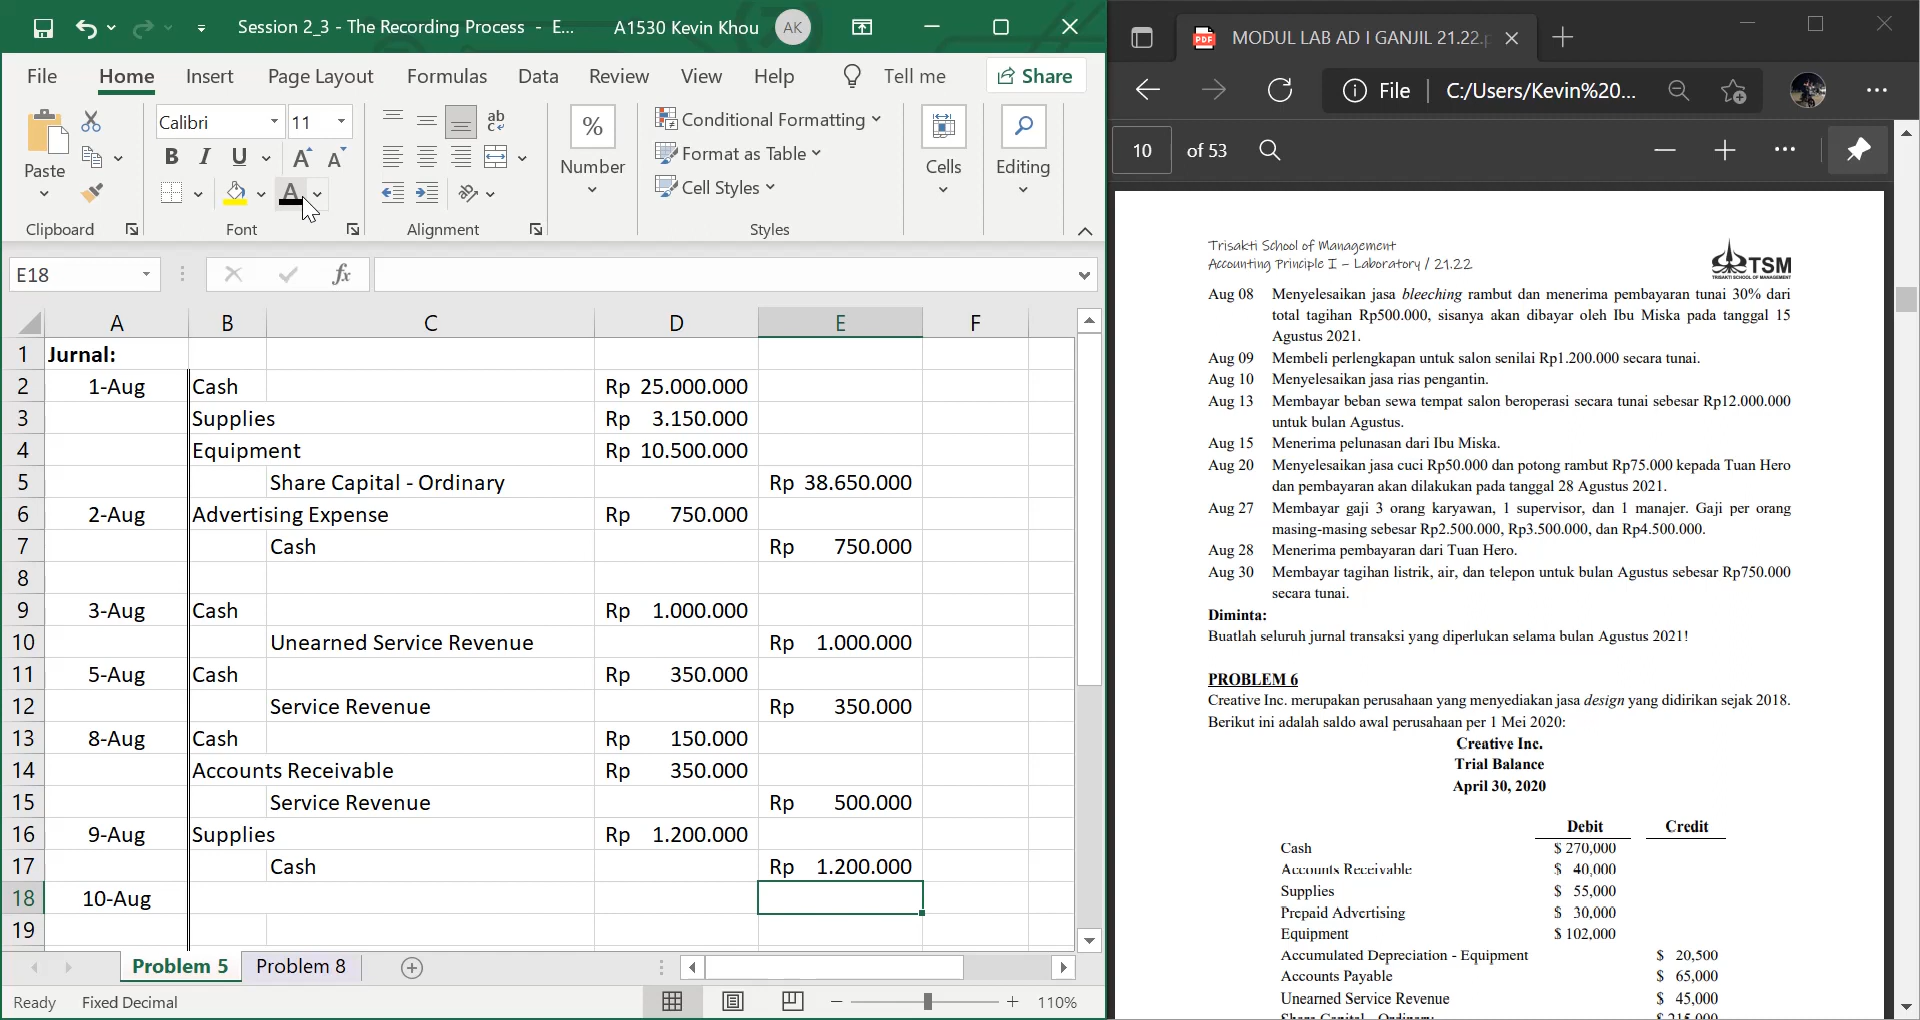 Session 2_3 - The Recording Process - E...
A1530 Kevin Khou
AK
File Home Insert Page Layout Formulas Data Review View Help Tell me Share
Paste
Clipboard
Calibri 11
B I U A A
A
Font
ab
Alignment
%
Number
Conditional Formatting
Format as Table
Cell Styles
Styles
Cells
Editing
E18
fx
A B C D E F
1 Jurnal:
2 1-Aug Cash Rp 25.000.000
3 Supplies Rp 3.150.000
4 Equipment Rp 10.500.000
5 Share Capital - Ordinary Rp 38.650.000
6 2-Aug Advertising Expense Rp 750.000
7 Cash Rp 750.000
8
9 3-Aug Cash Rp 1.000.000
10 Unearned Service Revenue Rp 1.000.000
11 5-Aug Cash Rp 350.000
12 Service Revenue Rp 350.000
13 8-Aug Cash Rp 150.000
14 Accounts Receivable Rp 350.000
15 Service Revenue Rp 500.000
16 9-Aug Supplies Rp 1.200.000
17 Cash Rp 1.200.000
18 10-Aug
19
Problem 5 Problem 8
Ready Fixed Decimal 110%
PDF MODUL LAB AD I GANJIL 21.22.p
File C:/Users/Kevin%20...
10 of 53
Trisakti School of Management
Accounting Principle I – Laboratory / 21.22
TSM
TRISAKTI SCHOOL OF MANAGEMENT
Aug 08 Menyelesaikan jasa bleeching rambut dan menerima pembayaran tunai 30% dari
total tagihan Rp500.000, sisanya akan dibayar oleh Ibu Miska pada tanggal 15
Agustus 2021.
Aug 09 Membeli perlengkapan untuk salon senilai Rp1.200.000 secara tunai.
Aug 10 Menyelesaikan jasa rias pengantin.
Aug 13 Membayar beban sewa tempat salon beroperasi secara tunai sebesar Rp12.000.000
untuk bulan Agustus.
Aug 15 Menerima pelunasan dari Ibu Miska.
Aug 20 Menyelesaikan jasa cuci Rp50.000 dan potong rambut Rp75.000 kepada Tuan Hero
dan pembayaran akan dilakukan pada tanggal 28 Agustus 2021.
Aug 27 Membayar gaji 3 orang karyawan, 1 supervisor, dan 1 manajer. Gaji per orang
masing-masing sebesar Rp2.500.000, Rp3.500.000, dan Rp4.500.000.
Aug 28 Menerima pembayaran dari Tuan Hero.
Aug 30 Membayar tagihan listrik, air, dan telepon untuk bulan Agustus sebesar Rp750.000
secara tunai.
Diminta:
Buatlah seluruh jurnal transaksi yang diperlukan selama bulan Agustus 2021!
PROBLEM 6
Creative Inc. merupakan perusahaan yang menyediakan jasa design yang didirikan sejak 2018.
Berikut ini adalah saldo awal perusahaan per 1 Mei 2020:
Creative Inc.
Trial Balance
April 30, 2020
Debit Credit
Cash $ 270,000
Accounts Receivable $ 40,000
Supplies $ 55,000
Prepaid Advertising $ 30,000
Equipment $ 102,000
Accumulated Depreciation - Equipment $ 20,500
Accounts Payable $ 65,000
Unearned Service Revenue $ 45,000
Share Capital - Ordinary $ 215,000